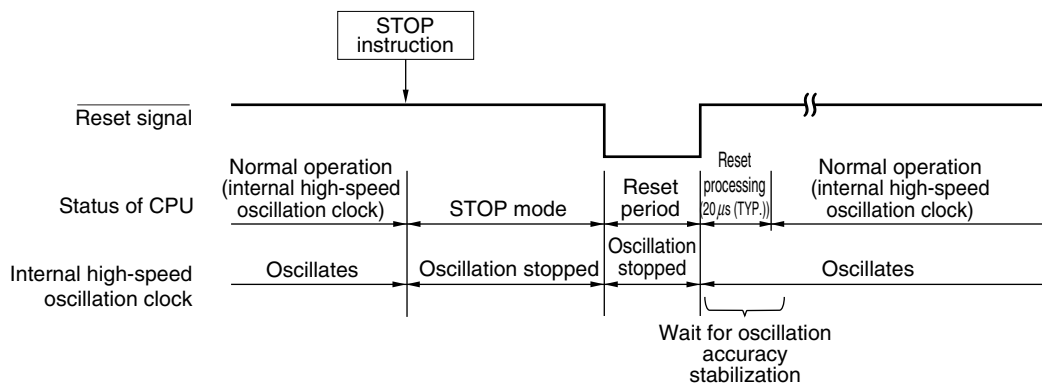 STOP
instruction
Reset signal
Status of CPU
Normal operation
(internal high-speed
oscillation clock)
STOP mode
Reset
period
Reset
processing
(20 μs (TYP.))
Normal operation
(internal high-speed
oscillation clock)
Internal high-speed
oscillation clock
Oscillates
Oscillation stopped
Oscillation
stopped
Oscillates
Wait for oscillation
accuracy
stabilization